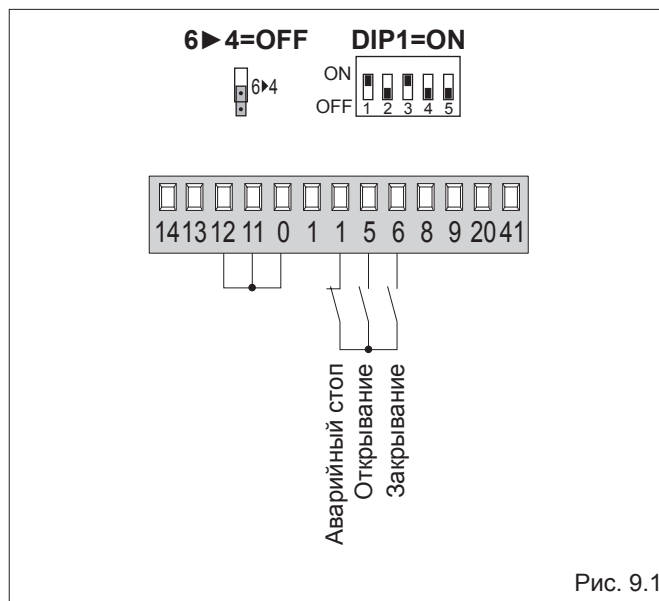 6►4=OFF DIP1=ON
ON
6►4
OFF 1 2 3 4 5
14 13 12 11 0 1 1 5 6 8 9 20 41
Аварийный стоп
Открывание
Закрывание
Рис. 9.1